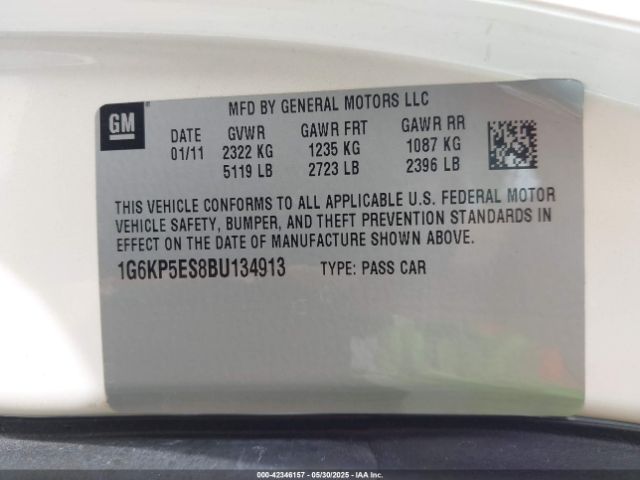 GM
MFD BY GENERAL MOTORS LLC
DATE GVWR GAWR FRT GAWR RR
01/11 2322 KG 1235 KG 1087 KG
5119 LB 2723 LB 2396 LB
THIS VEHICLE CONFORMS TO ALL APPLICABLE U.S. FEDERAL MOTOR
VEHICLE SAFETY, BUMPER, AND THEFT PREVENTION STANDARDS IN
EFFECT ON THE DATE OF MANUFACTURE SHOWN ABOVE.
1G6KP5ES8BU134913 TYPE: PASS CAR
000-42346157 - 05/30/2025 - IAAI, Inc.